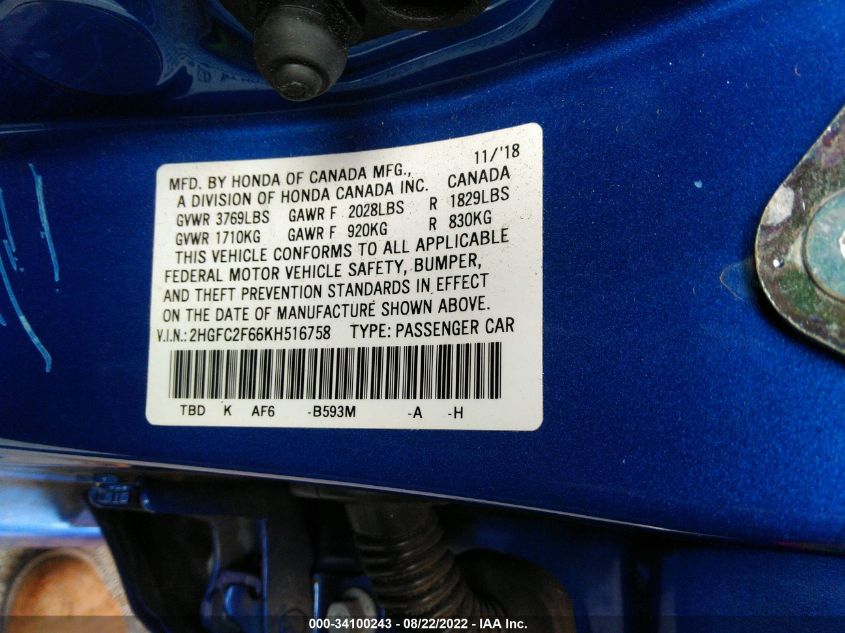 11/'18
MFD. BY HONDA OF CANADA MFG.,
A DIVISION OF HONDA CANADA INC. CANADA
GVWR 3769LBS GAWR F 2028LBS R 1829LBS
GVWR 1710KG GAWR F 920KG R 830KG
THIS VEHICLE CONFORMS TO ALL APPLICABLE
FEDERAL MOTOR VEHICLE SAFETY, BUMPER,
AND THEFT PREVENTION STANDARDS IN EFFECT
ON THE DATE OF MANUFACTURE SHOWN ABOVE.
V.I.N.: 2HGFC2F66KH516758 TYPE: PASSENGER CAR
TBD K AF6 -B593M -A -H
000-34100243 - 08/22/2022 - IAA Inc.